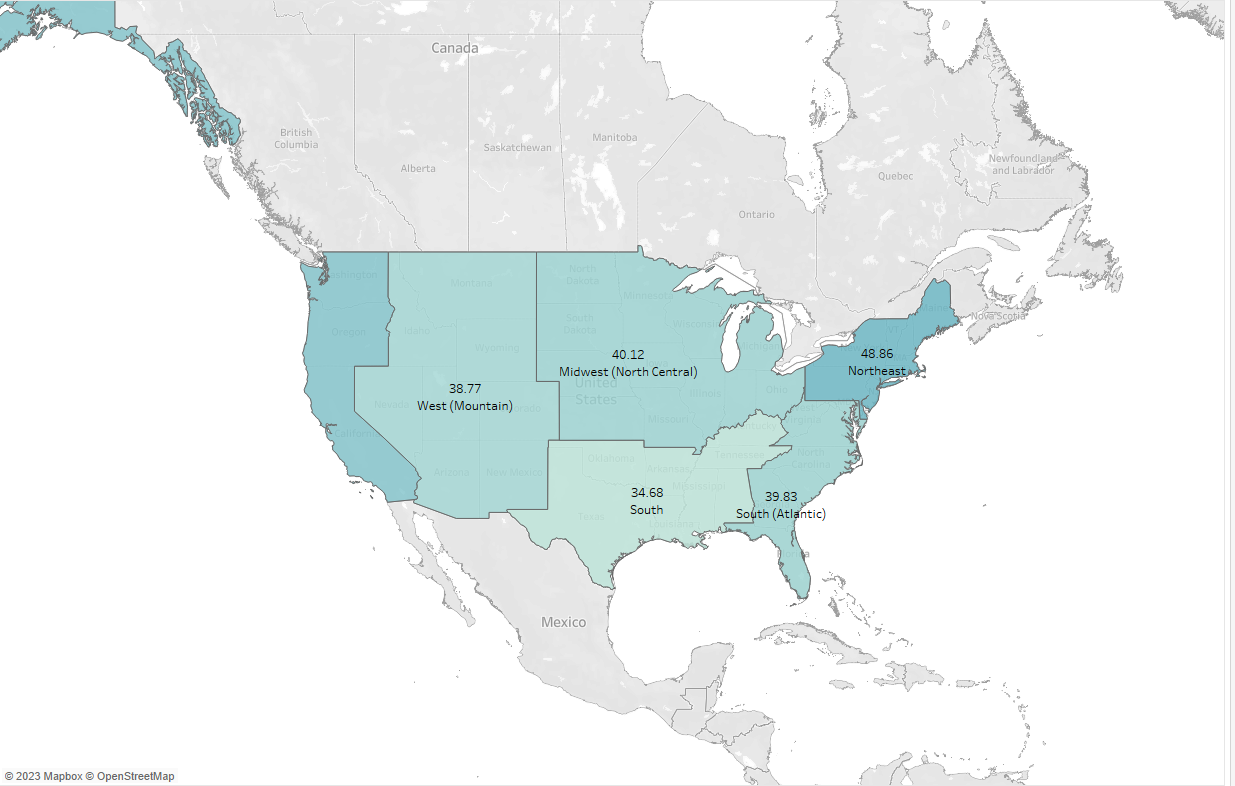 Canada
British
Columbia
Alberta
Saskatchewan
Manitoba
Ontario
Quebec
Newfoundland
and Labrador
Nova Scotia
Washington
Montana
North
Dakota
Minnesota
Oregon
Idaho
South
Dakota
Wisconsin
Wyoming
Michigan
Maine
VT
48.86
Northeast
40.12
Midwest (North Central)
United
States
38.77
West (Mountain)
Nevada
Illinois
Ohio
Missouri
California
Kentucky
Virginia
Arizona
New Mexico
Oklahoma
Arkansas
Tennessee
North
Carolina
Mississippi
34.68
South
39.83
South (Atlantic)
Texas
Louisiana
Florida
Mexico
© 2023 Mapbox © OpenStreetMap